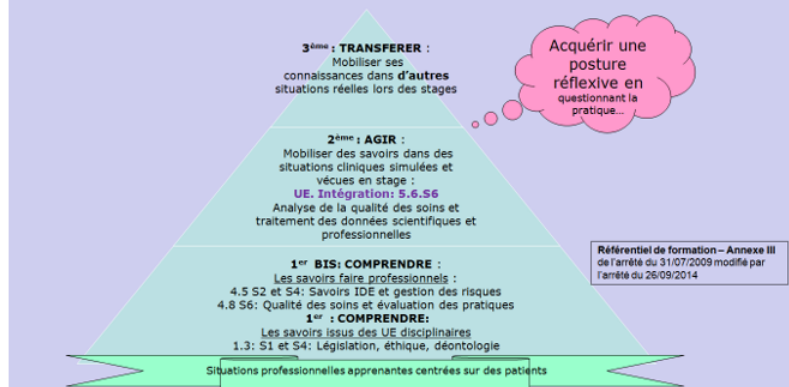 3ème : TRANSFERER :
Mobiliser ses
connaissances dans d'autres
situations réelles lors des stages
Acquérir une
posture
réflexive en
questionnant la
pratique…
2ème : AGIR :
Mobiliser des savoirs dans des
situations cliniques simulées et
vécues en stage :
UE. Intégration: 5.6.S6
Analyse de la qualité des soins et
traitement des données scientifiques et
professionnelles
Référentiel de formation – Annexe III
de l'arrêté du 31/07/2009 modifié par
l'arrêté du 26/09/2014
1er BIS: COMPRENDRE :
Les savoirs faire professionnels :
4.5 S2 et S4: Savoirs IDE et gestion des risques
4.8 S6: Qualité des soins et évaluation des pratiques
1er : COMPRENDRE:
Les savoirs issus des UE disciplinaires
1.3: S1 et S4: Législation, éthique, déontologie
Situations professionnelles apprenantes centrées sur des patients